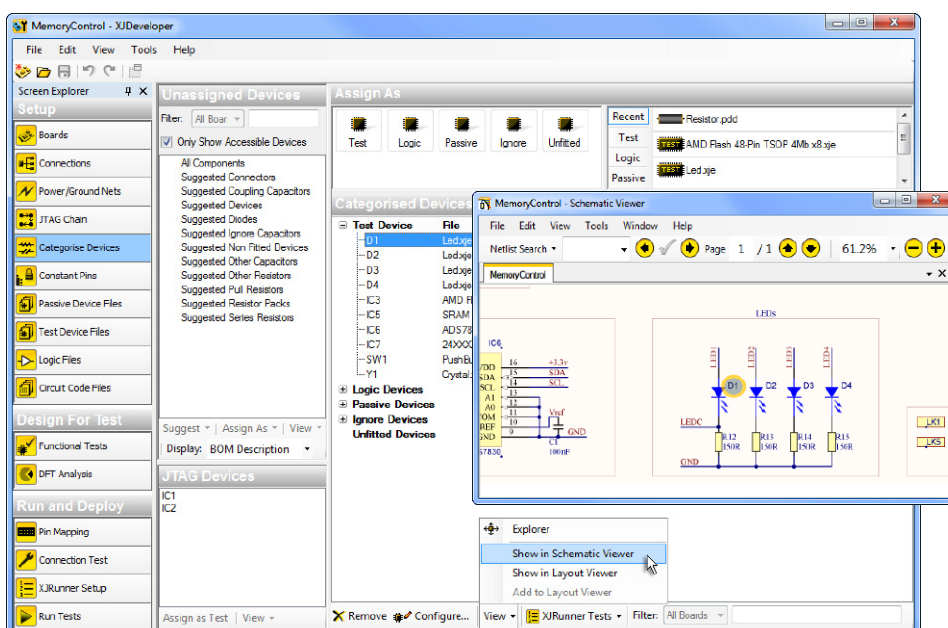 MemoryControl - XJDeveloper
File Edit View Tools Help
Screen Explorer
Setup
Boards
Connections
Power/Ground Nets
JTAG Chain
Categorise Devices
Constant Pins
Passive Device Files
Test Device Files
Logic Files
Circuit Code Files
Design For Test
Functional Tests
DFT Analysis
Run and Deploy
Pin Mapping
Connection Test
XJRunner Setup
Run Tests
Unassigned Devices
Filter: All Boar
Only Show Accessible Devices
All Components
Suggested Connectors
Suggested Coupling Capacitors
Suggested Devices
Suggested Diodes
Suggested Ignore Capacitors
Suggested Non Fitted Devices
Suggested Other Capacitors
Suggested Other Resistors
Suggested Pull Resistors
Suggested Resistor Packs
Suggested Series Resistors
Suggest Assign As View
Display: BOM Description
JTAG Devices
IC1
IC2
Assign as Test View
Assign As
Test Logic Passive Ignore Unfitted
Recent
Test
Logic
Passive
Resistor.pdd
TEST AMD Flash 48-Pin TSOP 4Mb x8.xje
TEST Led.xje
Categorised Devices
Test Device File
D1 Led.xje
D2 Led.xje
D3 Led.xje
D4 Led.xje
IC3 AMD Fl
IC5 SRAM
IC6 ADS78
IC7 24XXX
SW1 PushBu
Y1 Crystal.
Logic Devices
Passive Devices
Ignore Devices
Unfitted Devices
MemoryControl - Schematic Viewer
File Edit View Tools Window Help
Netlist Search Page 1 / 1 61.2%
MemoryControl
IC6
VDD 16 +3.3v
SDA 15 SDA
SCL 14 SCL
A1 13
A0 12
COM 11
REF 10 Vref
GND 9 GND
C1
100nF
57830
LEDs
LED1 LED2 LED3 LED4
D1 D2 D3 D4
LEDC
R12 R13 R14 R15
150R 150R 150R 150R
GND
LK1
LK5
Explorer
Show in Schematic Viewer
Show in Layout Viewer
Add to Layout Viewer
Remove Configure... View XJRunner Tests Filter: All Boards